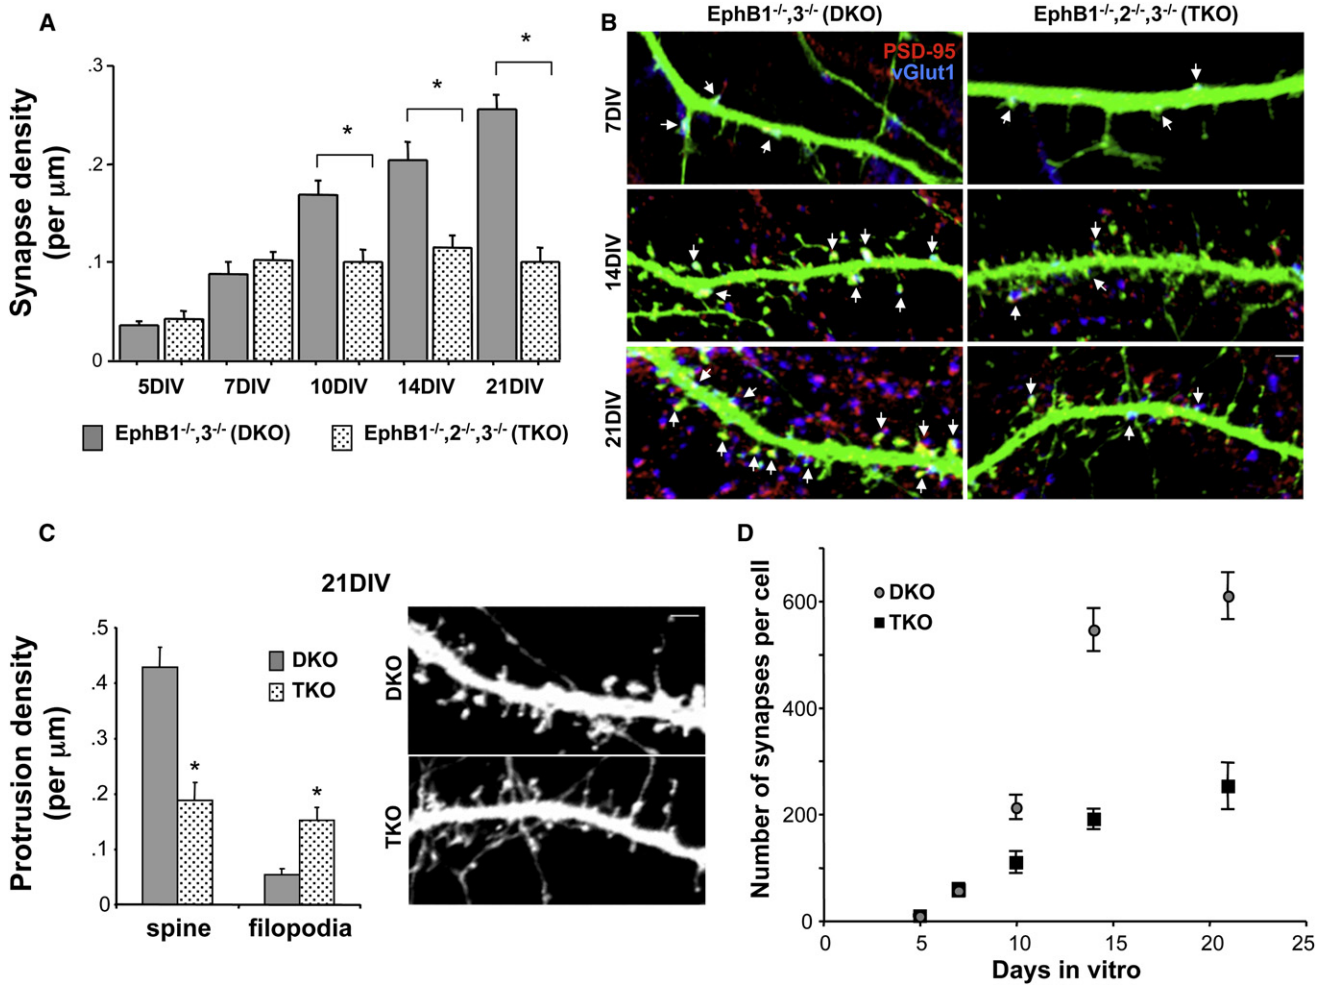 A
Synapse density
(per μm)
.3
.2
.1
0
*
*
*
5DIV 7DIV 10DIV 14DIV 21DIV
EphB1-/-,3-/- (DKO) EphB1-/-,2-/-,3-/- (TKO)
B
EphB1-/-,3-/- (DKO) EphB1-/-,2-/-,3-/- (TKO)
PSD-95
vGlut1
7DIV
14DIV
21DIV
C
21DIV
Protrusion density
(per μm)
.5
.4
.3
.2
.1
0
DKO
TKO
*
*
spine filopodia
DKO
TKO
D
Number of synapses per cell
600
400
200
0
DKO
TKO
0 5 10 15 20 25
Days in vitro